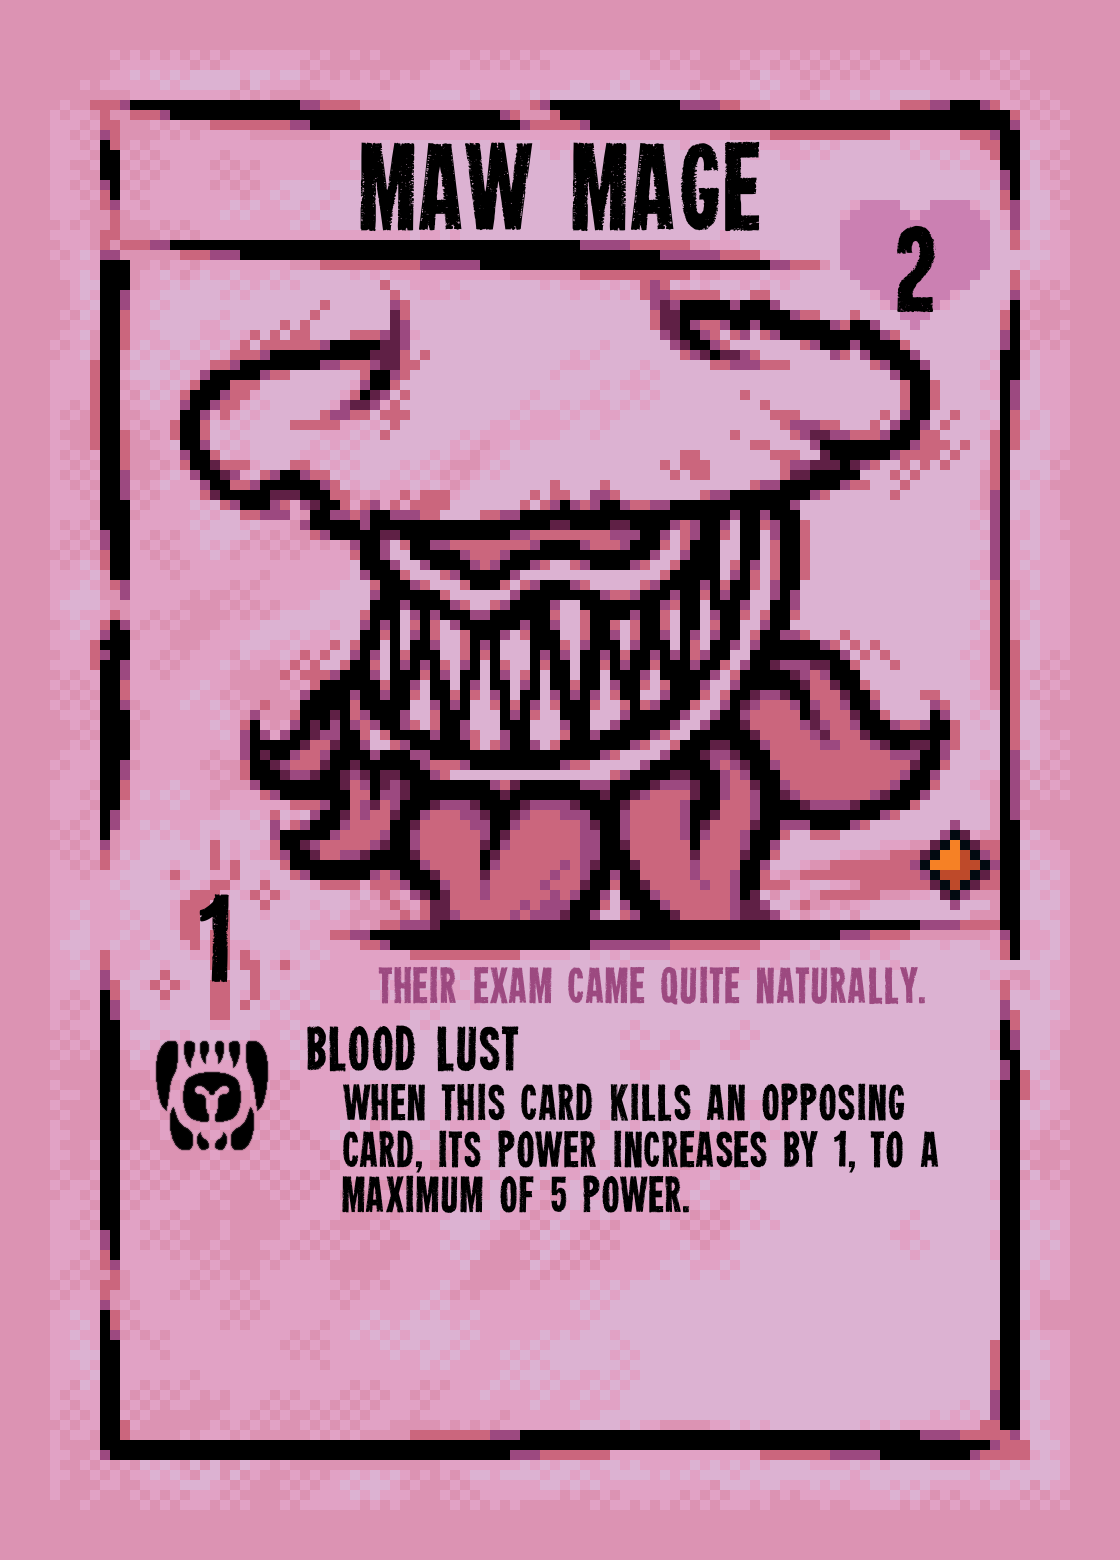 MAW MAGE
2
1
THEIR EXAM CAME QUITE NATURALLY.
BLOOD LUST
WHEN THIS CARD KILLS AN OPPOSING
CARD, ITS POWER INCREASES BY 1, TO A
MAXIMUM OF 5 POWER.